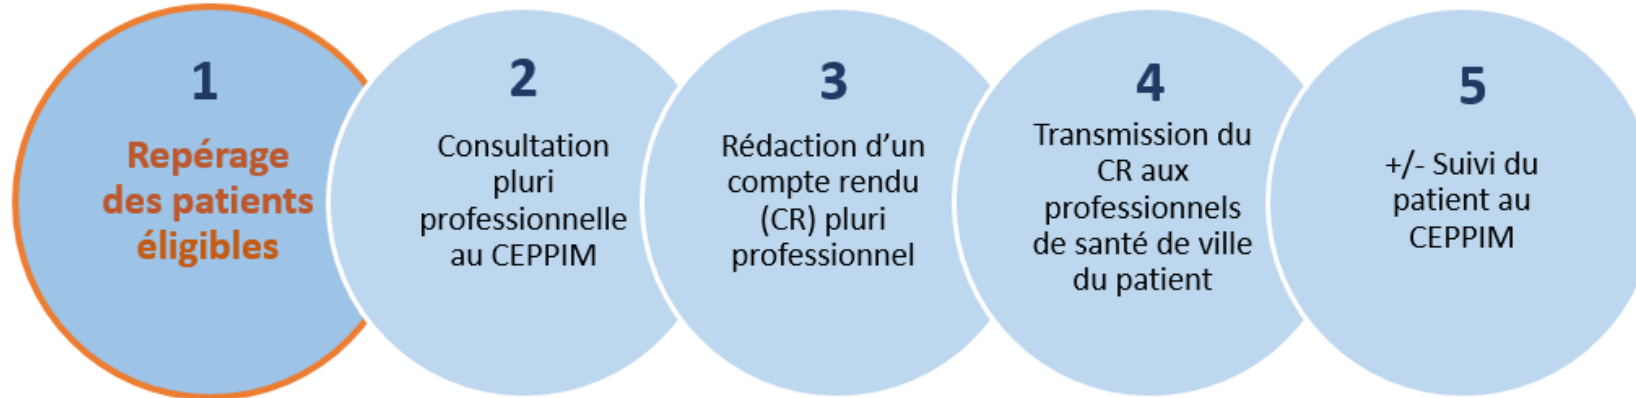 1
Repérage
des patients
éligibles
2
Consultation
pluri
professionnelle
au CEPPIM
3
Rédaction d'un
compte rendu
(CR) pluri
professionnel
4
Transmission du
CR aux
professionnels
de santé de ville
du patient
5
+/- Suivi du
patient au
CEPPIM